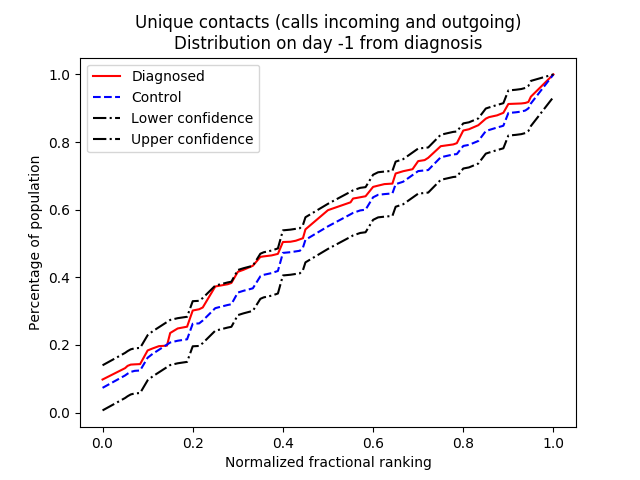 Unique contacts (calls incoming and outgoing)
Distribution on day -1 from diagnosis
Diagnosed
Control
Lower confidence
Upper confidence
Percentage of population
1.0
0.8
0.6
0.4
0.2
0.0
0.0 0.2 0.4 0.6 0.8 1.0
Normalized fractional ranking